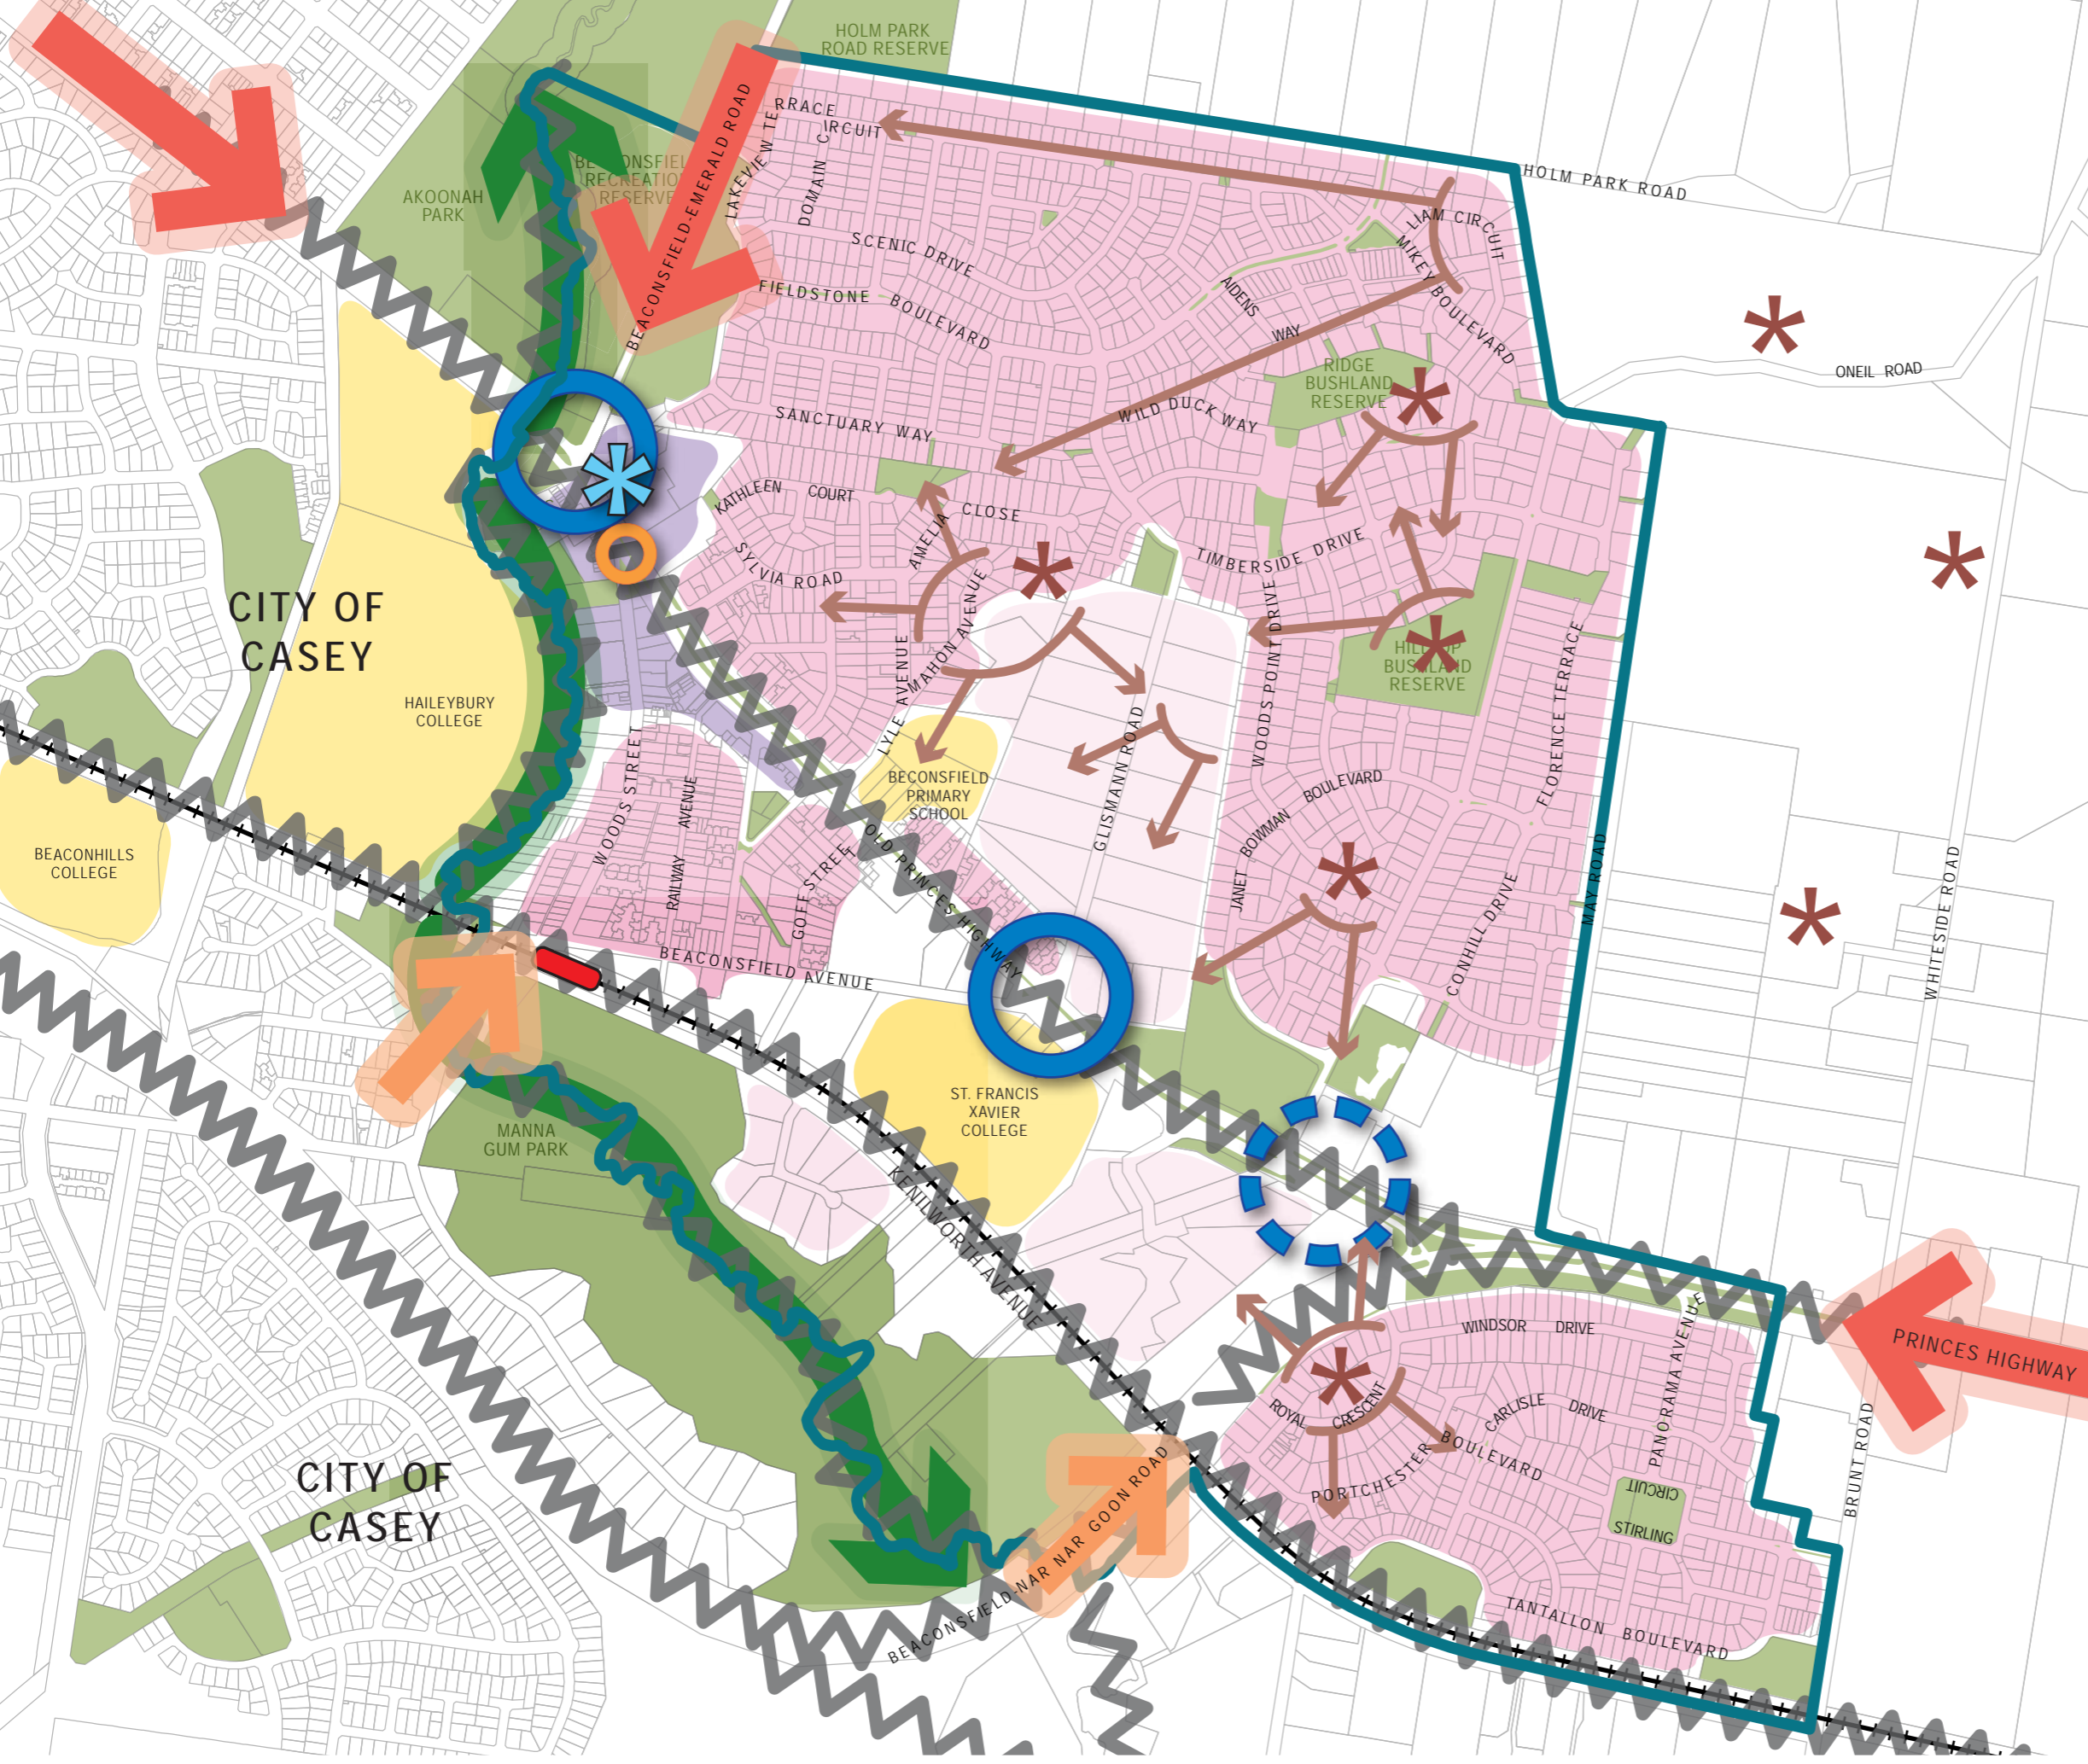 HOLM PARK
ROAD RESERVE
BEACONSFIELD-EMERALD ROAD
LAKEVIEW TERRACE
DOMAIN CIRCUIT
AKOONAH
PARK
BEACONSFIELD
RECREATION
RESERVE
HOLM PARK ROAD
LIAM CIRCUIT
MIKEY BOULEVARD
SCENIC DRIVE
FIELDSTONE BOULEVARD
AIDENS WAY
RIDGE
BUSHLAND
RESERVE
ONEIL ROAD
SANCTUARY WAY
WILD DUCK WAY
KATHLEEN COURT
AMELIA CLOSE
SYLVIA ROAD
TIMBERSIDE DRIVE
CITY OF
CASEY
HAILEYBURY
COLLEGE
MAHON AVENUE
LYLE AVENUE
WOODS POINT DRIVE
HILLTOP
BUSHLAND
RESERVE
FLORENCE TERRACE
BECONSFIELD
PRIMARY
SCHOOL
GLISMANN ROAD
WOODS STREET
RAILWAY AVENUE
GOFF STREET
OLD PRINCES HIGHWAY
JANET BOWMAN BOULEVARD
CONHILL DRIVE
MAY ROAD
WHITESIDE ROAD
BEACONHILLS
COLLEGE
BEACONSFIELD AVENUE
ST. FRANCIS
XAVIER
COLLEGE
MANNA
GUM PARK
KENILWORTH AVENUE
WINDSOR DRIVE
PANORAMA AVENUE
PRINCES HIGHWAY
ROYAL CRESCENT
CARLISLE DRIVE
PORTCHESTER BOULEVARD
STIRLING CIRCUIT
BRUNT ROAD
CITY OF
CASEY
BEACONSFIELD-NAR NAR GOON ROAD
TANTALLON BOULEVARD